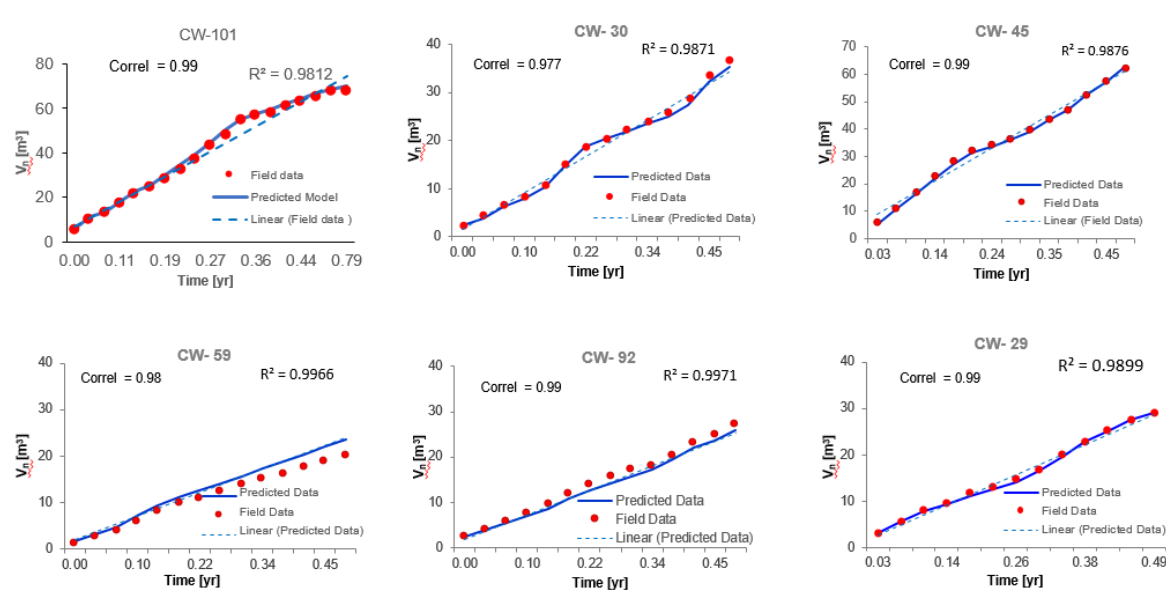 CW-101
Correl = 0.99
R² = 0.9812
80
60
40
20
0
V_n [m³]
Field data
Predicted Model
Linear (Field data )
0.00 0.11 0.19 0.27 0.36 0.44 0.79
Time [yr]
CW- 30
Correl = 0.977
R² = 0.9871
40
30
20
10
0
V_n [m³]
Predicted Data
Field Data
Linear (Predicted Data)
0.00 0.11 0.22 0.34 0.45
Time [yr]
CW- 45
Correl = 0.99
R² = 0.9876
70
60
50
40
30
20
10
0
V_n [m³]
Predicted Data
Field Data
Linear (Field Data)
0.03 0.14 0.24 0.35 0.45
Time [yr]
CW- 59
Correl = 0.98
R² = 0.9966
40
30
20
10
0
V_n [m³]
Predicted Data
Field Data
Linear (Predicted Data)
0.00 0.11 0.22 0.34 0.45
Time [yr]
CW- 92
Correl = 0.99
R² = 0.9971
40
30
20
10
0
V_n [m³]
Predicted Data
Field Data
Linear (Predicted Data)
0.00 0.11 0.22 0.34 0.45
Time [yr]
CW- 29
Correl = 0.99
R² = 0.9899
40
30
20
10
0
V_n [m³]
Predicted Data
Field Data
Linear (Predicted Data)
0.03 0.14 0.26 0.38 0.49
Time [yr]